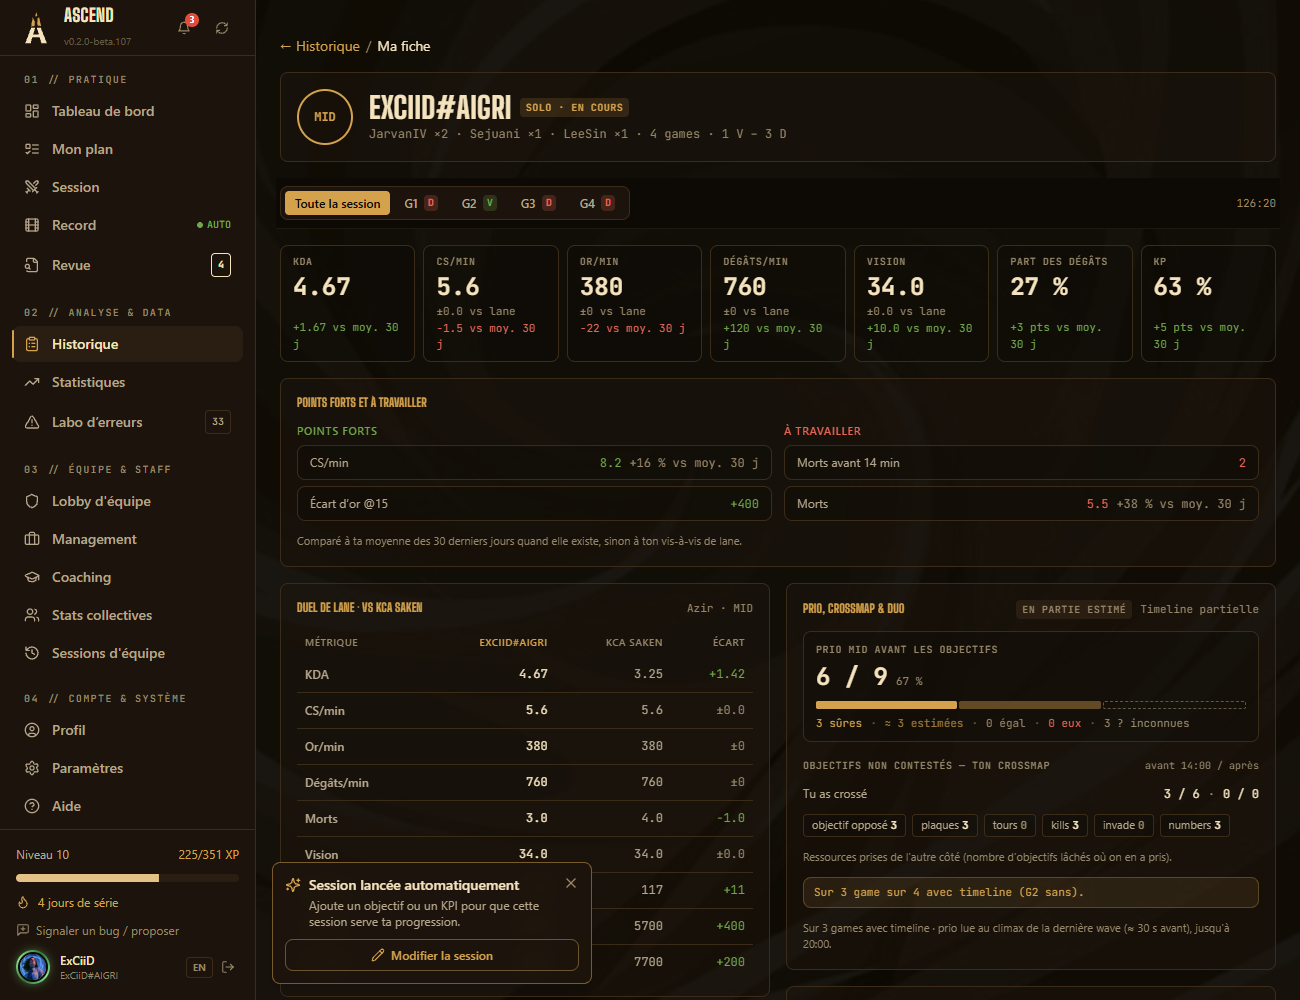 ASCEND
v0.2.0-beta.107
3
01 // PRATIQUE
Tableau de bord
Mon plan
Session
Record
AUTO
Revue
4
02 // ANALYSE & DATA
Historique
Statistiques
Labo d'erreurs
33
03 // ÉQUIPE & STAFF
Lobby d'équipe
Management
Coaching
Stats collectives
Sessions d'équipe
04 // COMPTE & SYSTÈME
Profil
Paramètres
Aide
Niveau 10
225/351 XP
4 jours de série
Signaler un bug / proposer
ExCiiD
ExCiiD#AIGRI
EN
← Historique / Ma fiche
MID
EXCIID#AIGRI
SOLO · EN COURS
JarvanIV ×2 · Sejuani ×1 · LeeSin ×1 · 4 games · 1 V – 3 D
Toute la session
G1 D
G2 V
G3 D
G4 D
126:20
KDA
4.67
+1.67 vs moy. 30 j
CS/MIN
5.6
±0.0 vs lane
-1.5 vs moy. 30 j
OR/MIN
380
±0 vs lane
-22 vs moy. 30 j
DÉGÂTS/MIN
760
±0 vs lane
+120 vs moy. 30 j
VISION
34.0
±0.0 vs lane
+10.0 vs moy. 30 j
PART DES DÉGÂTS
27 %
+3 pts vs moy. 30 j
KP
63 %
+5 pts vs moy. 30 j
POINTS FORTS ET À TRAVAILLER
POINTS FORTS
CS/min
8.2 +16 % vs moy. 30 j
Écart d'or @15
+400
À TRAVAILLER
Morts avant 14 min
2
Morts
5.5 +38 % vs moy. 30 j
Comparé à ta moyenne des 30 derniers jours quand elle existe, sinon à ton vis-à-vis de lane.
DUEL DE LANE · VS KCA SAKEN
Azir · MID
MÉTRIQUE EXCIID#AIGRI KCA SAKEN ÉCART
KDA 4.67 3.25 +1.42
CS/min 5.6 5.6 ±0.0
Or/min 380 380 ±0
Dégâts/min 760 760 ±0
Morts 3.0 4.0 -1.0
Vision 34.0 34.0 ±0.0
117 +11
5700 +400
7700 +200
Session lancée automatiquement
Ajoute un objectif ou un KPI pour que cette
session serve ta progression.
Modifier la session
PRIO, CROSSMAP & DUO
EN PARTIE ESTIMÉ
Timeline partielle
PRIO MID AVANT LES OBJECTIFS
6 / 9 67 %
3 sûres · ≈ 3 estimées · 0 égal · 0 eux · 3 ? inconnues
OBJECTIFS NON CONTESTÉS — TON CROSSMAP
avant 14:00 / après
Tu as crossé
3 / 6 · 0 / 0
objectif opposé 3
plaques 3
tours 0
kills 3
invade 0
numbers 3
Ressources prises de l'autre côté (nombre d'objectifs lâchés où on en a pris).
Sur 3 game sur 4 avec timeline (G2 sans).
Sur 3 games avec timeline · prio lue au climax de la dernière wave (≈ 30 s avant), jusqu'à
20:00.